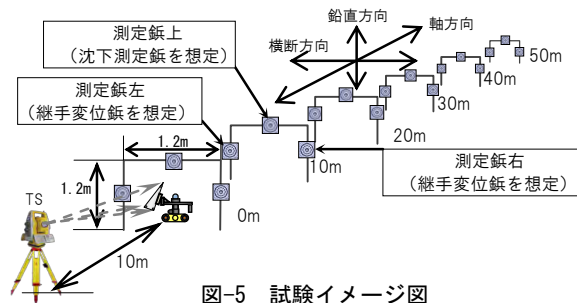 測定鋲上
(沈下測定鋲を想定)
鉛直方向
軸方向
横断方向
測定鋲左
(継手変位鋲を想定)
50m
40m
30m
20m
10m
1.2m
1.2m
測定鋲右
(継手変位鋲を想定)
0m
TS
10m
図-5 試験イメージ図